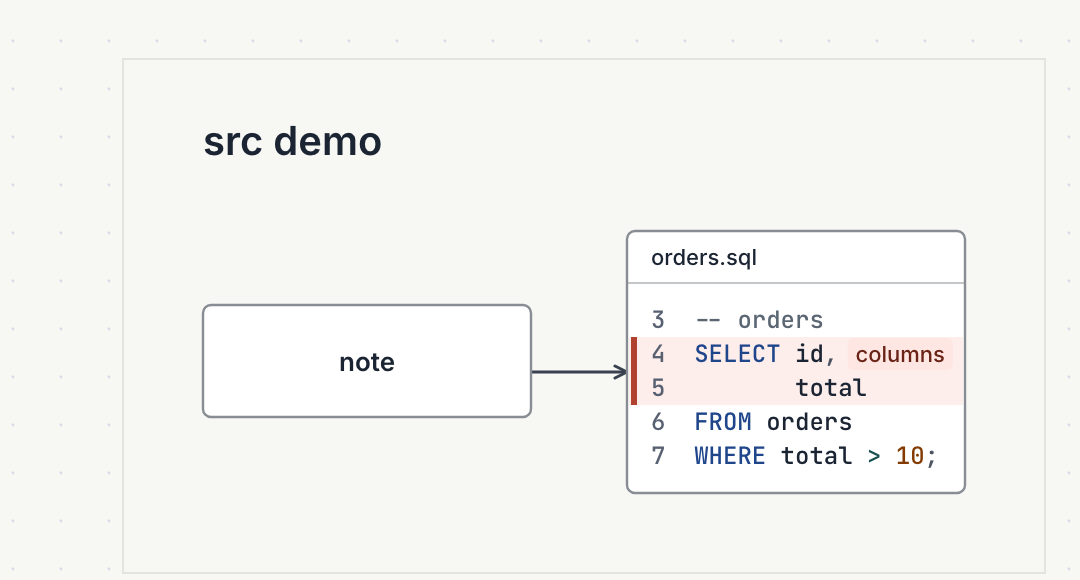 src demo
note
orders.sql
3 -- orders
4 SELECT id, columns
5        total
6 FROM orders
7 WHERE total > 10;